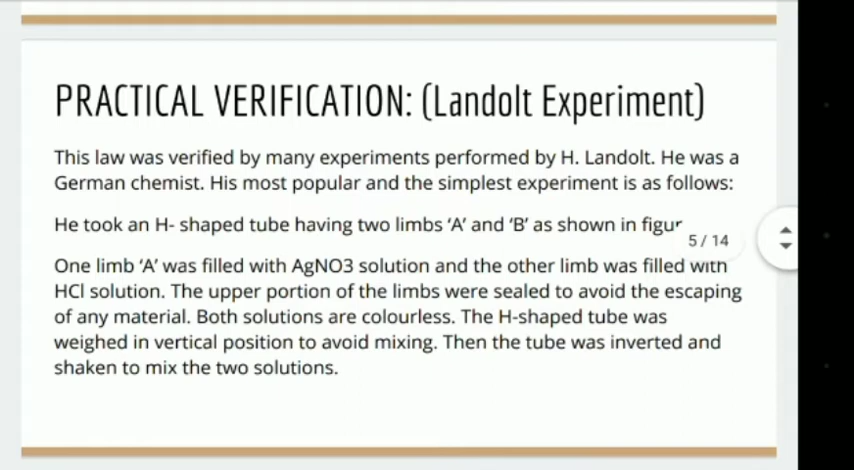 PRACTICAL VERIFICATION: (Landolt Experiment)
This law was verified by many experiments performed by H. Landolt. He was a
German chemist. His most popular and the simplest experiment is as follows:
He took an H- shaped tube having two limbs ‘A’ and ‘B’ as shown in
5 / 14
One limb ‘A’ was filled with AgNO3 solution and the other limb was filled with
HCl solution. The upper portion of the limbs were sealed to avoid the escaping
of any material. Both solutions are colourless. The H-shaped tube was
weighed in vertical position to avoid mixing. Then the tube was inverted and
shaken to mix the two solutions.